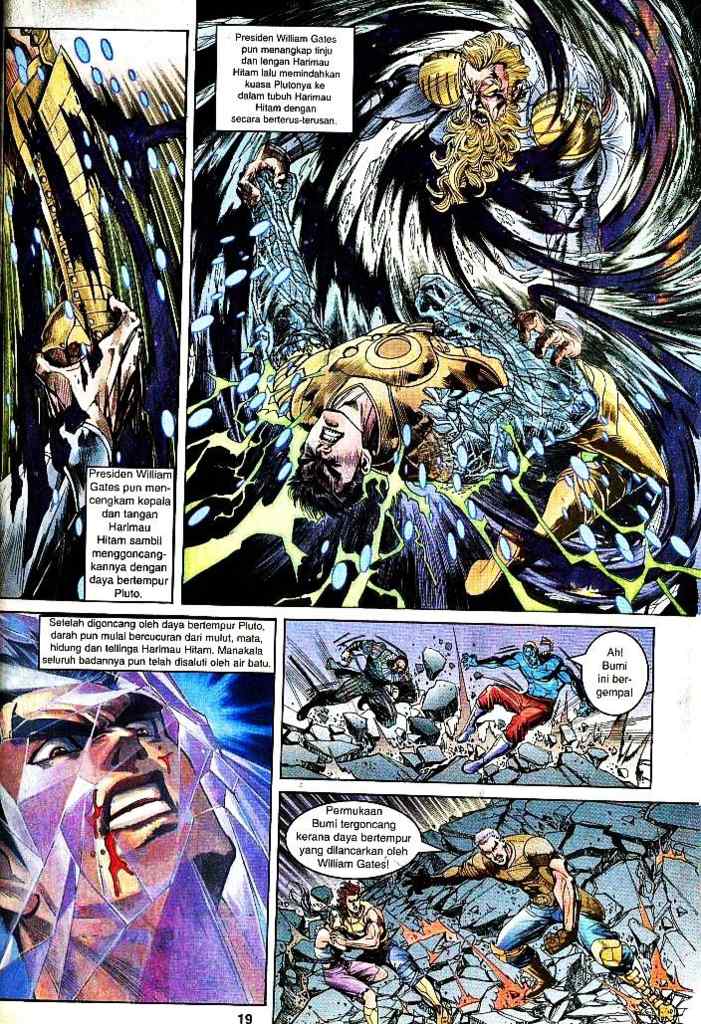 Presiden William Gates
pun menangkap tinju
dan lengan Harimau
Hitam lalu memindahkan
kuasa Plutonya ke
dalam tubuh Harimau
Hitam dengan
secara berterus-terusan.
Presiden William
Gates pun men-
cengkam kepala
dan tangan
Harimau
Hitam sambil
menggoncang-
kannya dengan
daya bertempur
Pluto.
Setelah digoncang oleh daya bertempur Pluto,
darah pun mulai bercucuran dari mulut, mata,
hidung dan tellinga Harimau Hitam. Manakala
seluruh badannya pun telah disaluti oleh air batu.
Ah!
Bumi
ini ber-
gempa!
Permukaan
Bumi tergoncang
kerana daya bertempur
yang dilancarkan oleh
William Gates!
19